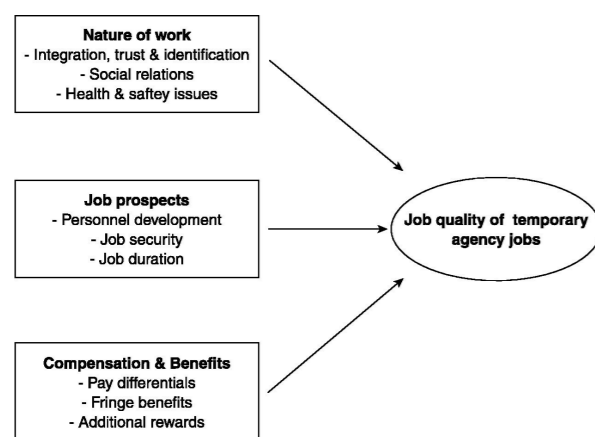 Nature of work
- Integration, trust & identification
- Social relations
- Health & saftey issues
Job prospects
- Personnel development
- Job security
- Job duration
Job quality of temporary
agency jobs
Compensation & Benefits
- Pay differentials
- Fringe benefits
- Additional rewards